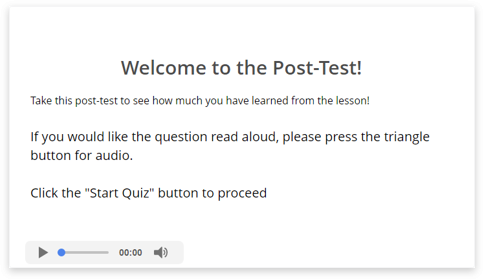 Welcome to the Post-Test!
Take this post-test to see how much you have learned from the lesson!
If you would like the question read aloud, please press the triangle
button for audio.
Click the "Start Quiz" button to proceed
00:00